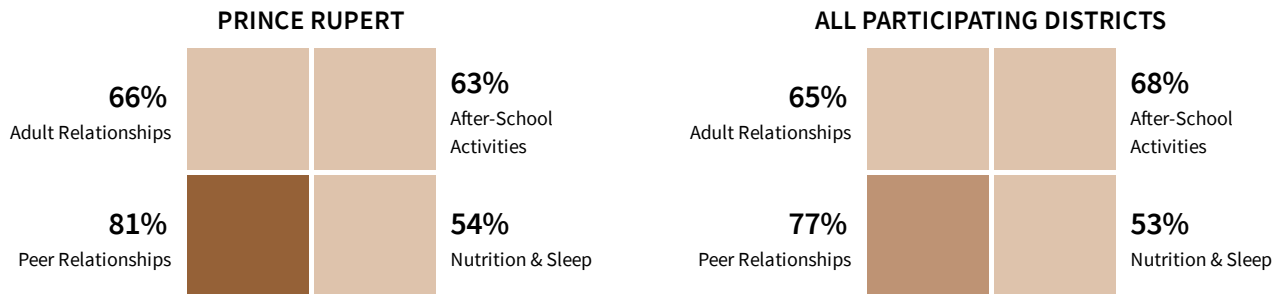 PRINCE RUPERT
66%
Adult Relationships
63%
After-School
Activities
81%
Peer Relationships
54%
Nutrition & Sleep
ALL PARTICIPATING DISTRICTS
65%
Adult Relationships
68%
After-School
Activities
77%
Peer Relationships
53%
Nutrition & Sleep